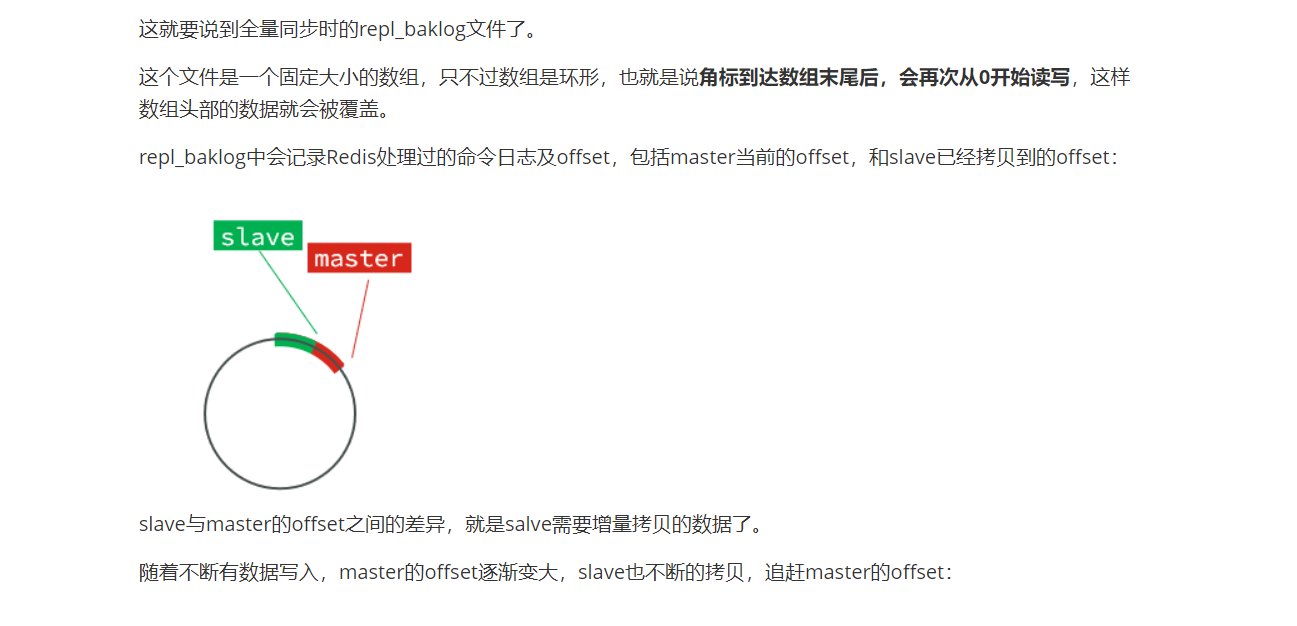 这就要说到全量同步时的repl_baklog文件了。
这个文件是一个固定大小的数组，只不过数组是环形，也就是说角标到达数组末尾后，会再次从0开始读写，这样
数组头部的数据就会被覆盖。
repl_baklog中会记录Redis处理过的命令日志及offset，包括master当前的offset，和slave已经拷贝到的offset：
slave
master
slave与master的offset之间的差异，就是salve需要增量拷贝的数据了。
随着不断有数据写入，master的offset逐渐变大，slave也不断的拷贝，追赶master的offset：